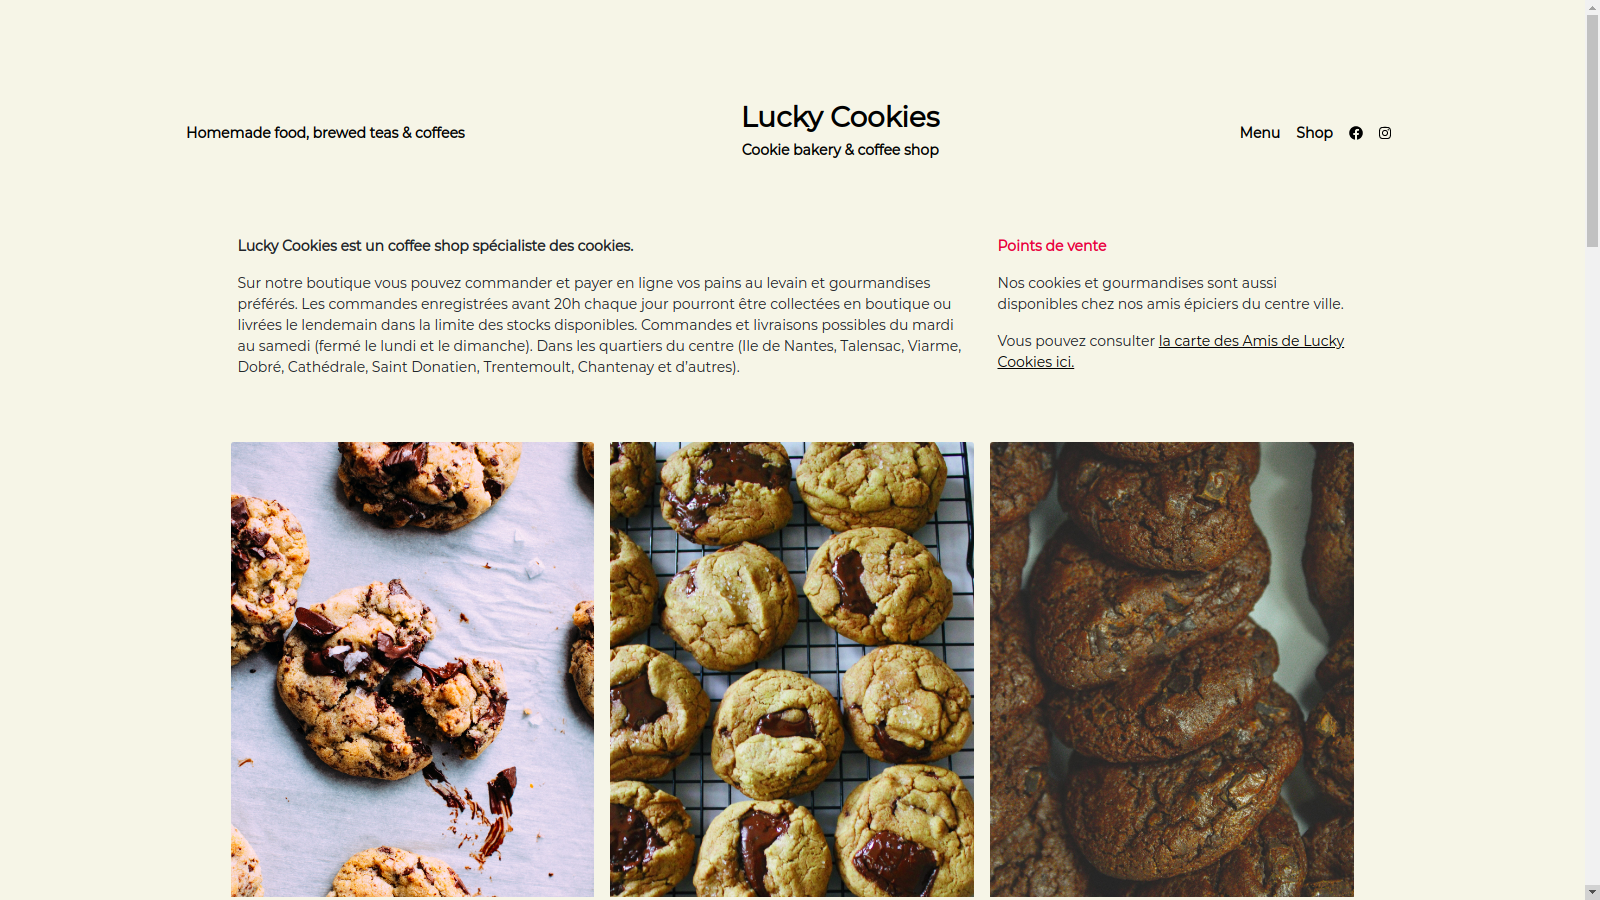 Homemade food, brewed teas & coffees
Lucky Cookies
Cookie bakery & coffee shop
Menu
Shop
Lucky Cookies est un coffee shop spécialiste des cookies.
Sur notre boutique vous pouvez commander et payer en ligne vos pains au levain et gourmandises
préférés. Les commandes enregistrées avant 20h chaque jour pourront être collectées en boutique ou
livrées le lendemain dans la limite des stocks disponibles. Commandes et livraisons possibles du mardi
au samedi (fermé le lundi et le dimanche). Dans les quartiers du centre (Ile de Nantes, Talensac, Viarme,
Dobré, Cathédrale, Saint Donatien, Trentemoult, Chantenay et d’autres).
Points de vente
Nos cookies et gourmandises sont aussi
disponibles chez nos amis épiciers du centre ville.
Vous pouvez consulter la carte des Amis de Lucky
Cookies ici.